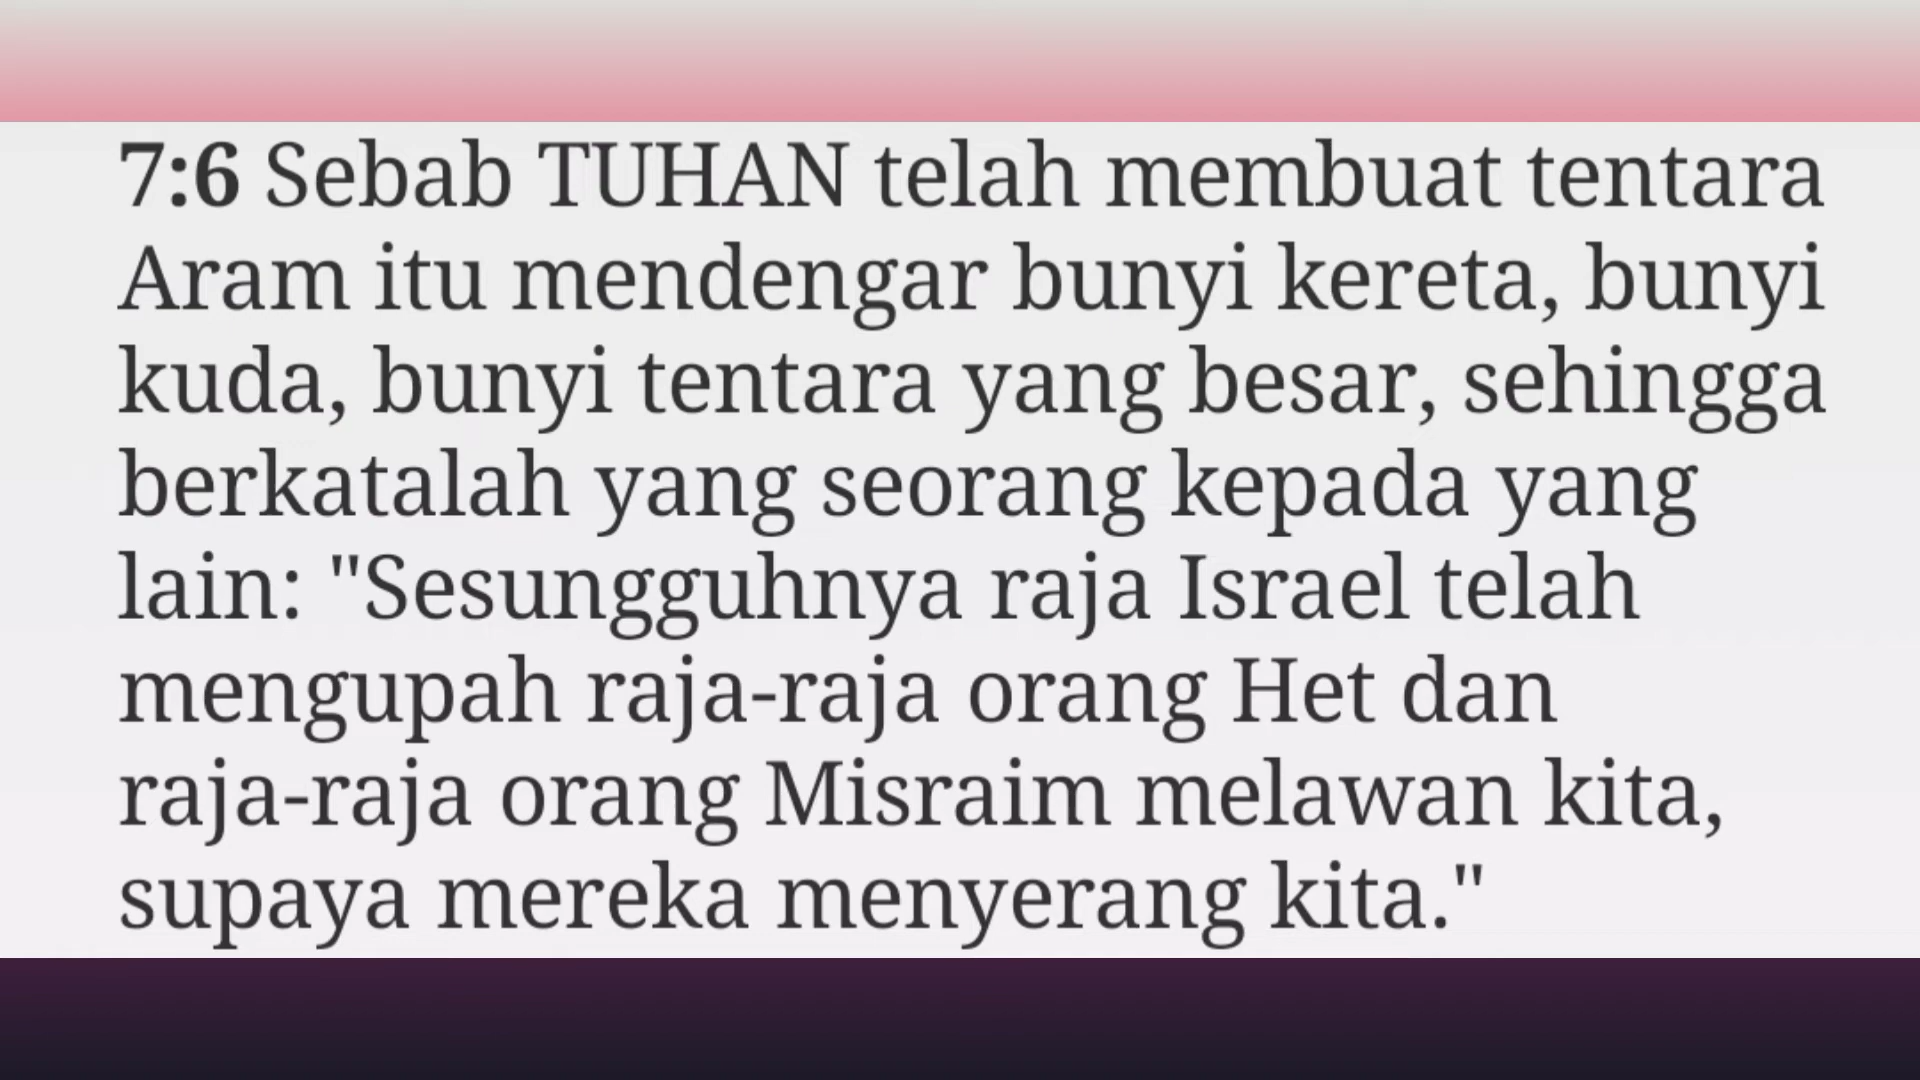 7:6 Sebab TUHAN telah membuat tentara
Aram itu mendengar bunyi kereta, bunyi
kuda, bunyi tentara yang besar, sehingga
berkatalah yang seorang kepada yang
lain: "Sesungguhnya raja Israel telah
mengupah raja-raja orang Het dan
raja-raja orang Misraim melawan kita,
supaya mereka menyerang kita."